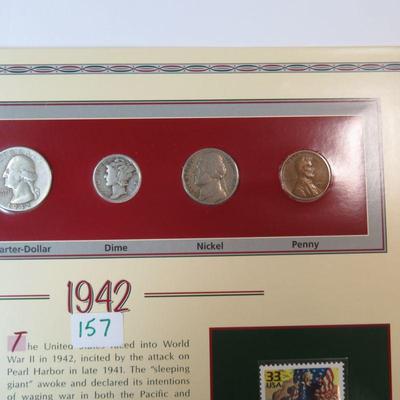 arter-Dollar Dime Nickel Penny
1942
157
The United States raced into World
War II in 1942, incited by the attack on
Pearl Harbor in late 1941. The "sleeping
giant" awoke and declared its intentions
of waging war in both the Pacific and
33
USA